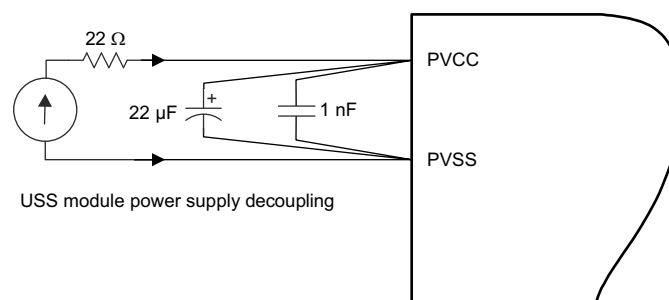 22 Ω
PVCC
+
22 µF
1 nF
PVSS
USS module power supply decoupling